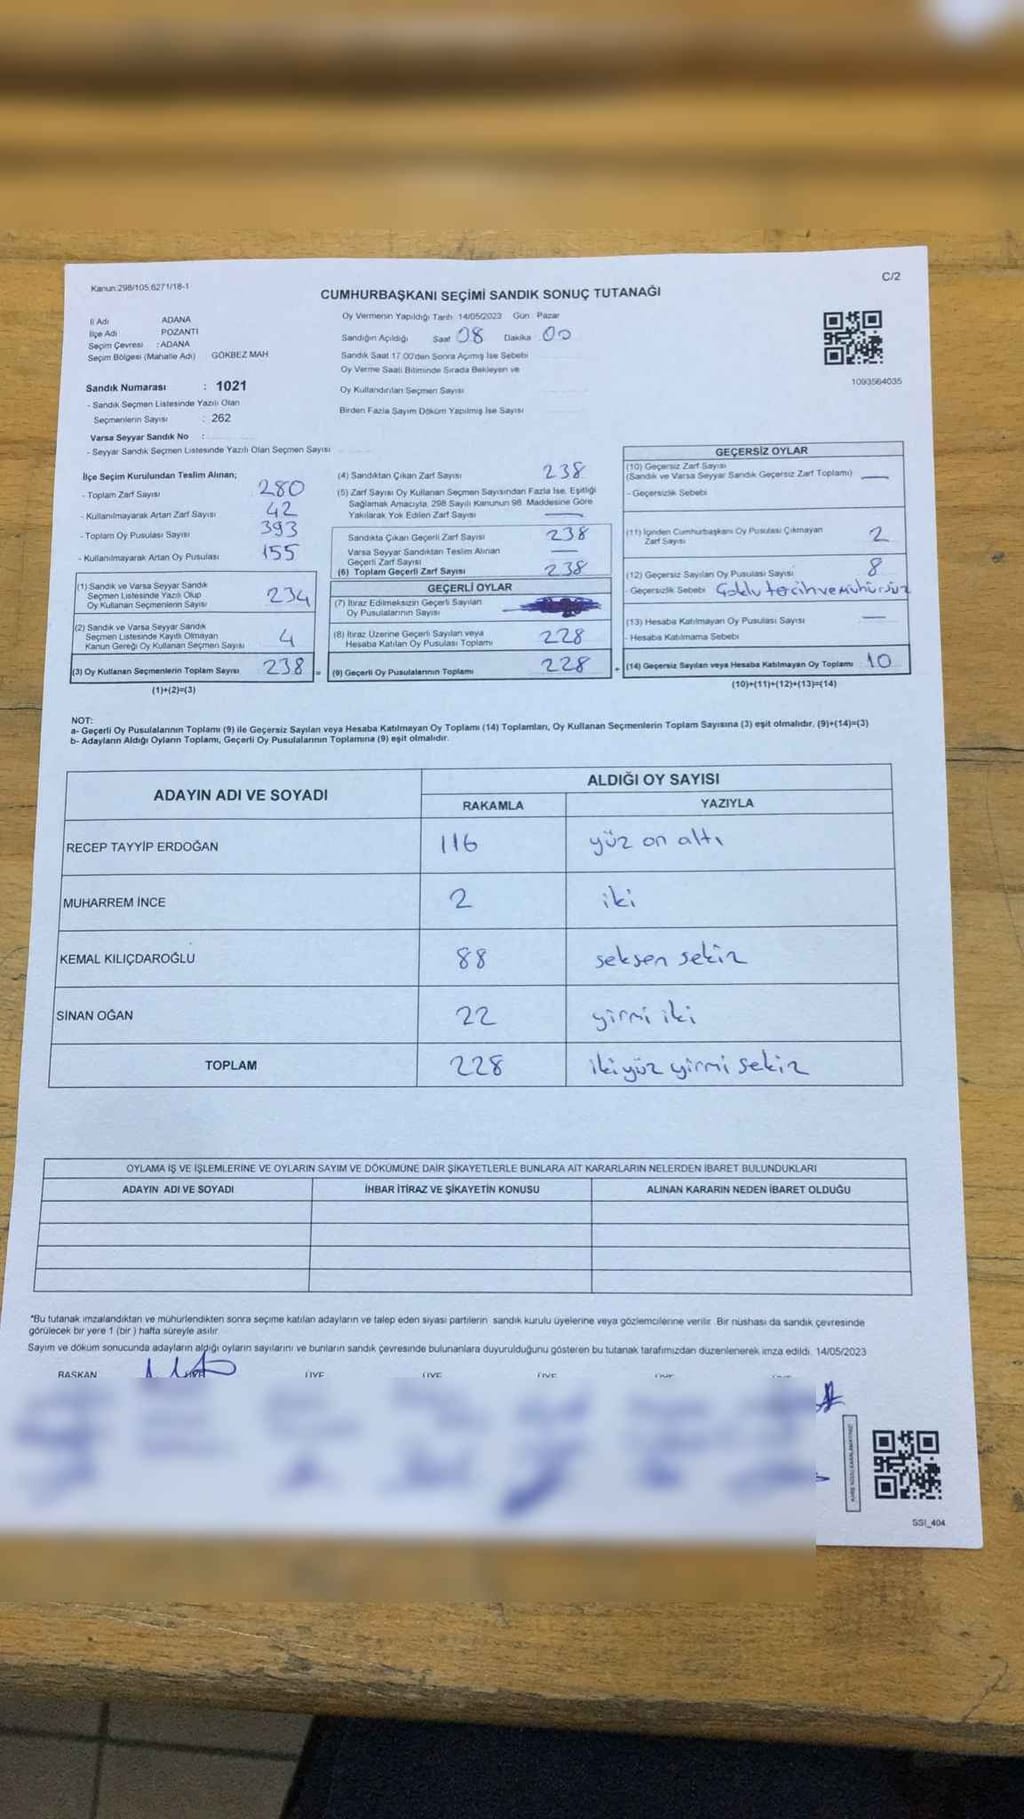 Kanun:298/105,6271/18-1
C/2
CUMHURBAŞKANI SEÇİMİ SANDIK SONUÇ TUTANAĞI
İl Adı ADANA
İlçe Adı POZANTI
Seçim Çevresi : ADANA
Seçim Bölgesi (Mahalle Adı) GÖKBEZ MAH
Sandık Numarası : 1021
- Sandık Seçmen Listesinde Yazılı Olan
Seçmenlerin Sayısı : 262
Varsa Seyyar Sandık No :
- Seyyar Sandık Seçmen Listesinde Yazılı Olan Seçmen Sayısı
Oy Vermenin Yapıldığı Tarih 14/05/2023 Gün : Pazar
Sandığın Açıldığı Saat 08 Dakika 00
Sandık Saat 17.00'den Sonra Açımış İse Sebebi
Oy Verme Saati Bitiminde Sırada Bekleyen ve
Oy Kullandırılan Seçmen Sayısı
Birden Fazla Sayım Döküm Yapılmış İse Sayısı
1093564035
İlçe Seçim Kurulundan Teslim Alınan;
- Toplam Zarf Sayısı 280
- Kullanılmayarak Artan Zarf Sayısı 42
- Toplam Oy Pusulası Sayısı 393
- Kullanılmayarak Artan Oy Pusulası 155
(1) Sandık ve Varsa Seyyar Sandık
Seçmen Listesinde Yazılı Olup
Oy Kullanan Seçmenlerin Sayısı 234
(2) Sandık ve Varsa Seyyar Sandık
Seçmen Listesinde Kayıtlı Olmayan
Kanun Gereği Oy Kullanan Seçmen Sayısı 4
(3) Oy Kullanan Seçmenlerin Toplam Sayısı 238 =
(1)+(2)=(3)
(4) Sandıktan Çıkan Zarf Sayısı 238
(5) Zarf Sayısı Oy Kullanan Seçmen Sayısından Fazla İse, Eşitliği
Sağlamak Amacıyla, 298 Sayılı Kanunun 98. Maddesine Göre
Yakılarak Yok Edilen Zarf Sayısı —
Sandıkta Çıkan Geçerli Zarf Sayısı 238
Varsa Seyyar Sandıktan Teslim Alınan
Geçerli Zarf Sayısı —
(6) Toplam Geçerli Zarf Sayısı 238
GEÇERLİ OYLAR
(7) İtiraz Edilmeksizin Geçerli Sayılan
Oy Pusulalarının Sayısı
(8) İtiraz Üzerine Geçerli Sayılan veya
Hesaba Katılan Oy Pusulası Toplamı 228
(9) Geçerli Oy Pusulalarının Toplamı 228 +
GEÇERSİZ OYLAR
(10) Geçersiz Zarf Sayısı
(Sandık ve Varsa Seyyar Sandık Geçersiz Zarf Toplamı) —
- Geçersizlik Sebebi
(11) İçinden Cumhurbaşkanı Oy Pusulası Çıkmayan
Zarf Sayısı 2
(12) Geçersiz Sayılan Oy Pusulası Sayısı 8
Geçersizlik Sebebi Çoklu tercih ve mühürsüz
(13) Hesaba Katılmayan Oy Pusulası Sayısı —
- Hesaba Katılmama Sebebi
(14) Geçersiz Sayılan veya Hesaba Katılmayan Oy Toplamı 10
(10)+(11)+(12)+(13)=(14)
NOT:
a- Geçerli Oy Pusulalarının Toplamı (9) ile Geçersiz Sayılan veya Hesaba Katılmayan Oy Toplamı (14) Toplamları, Oy Kullanan Seçmenlerin Toplam Sayısına (3) eşit olmalıdır. (9)+(14)=(3)
b- Adayların Aldığı Oyların Toplamı, Geçerli Oy Pusulalarının Toplamına (9) eşit olmalıdır.
ADAYIN ADI VE SOYADI
ALDIĞI OY SAYISI
RAKAMLA YAZIYLA
RECEP TAYYİP ERDOĞAN 116 yüz on altı
MUHARREM İNCE 2 iki
KEMAL KILIÇDAROĞLU 88 seksen sekiz
SİNAN OĞAN 22 yirmi iki
TOPLAM 228 ikiyüz yirmi sekiz
OYLAMA İŞ VE İŞLEMLERİNE VE OYLARIN SAYIM VE DÖKÜMÜNE DAİR ŞİKAYETLERLE BUNLARA AİT KARARLARIN NELERDEN İBARET BULUNDUKLARI
ADAYIN ADI VE SOYADI İHBAR İTİRAZ VE ŞİKAYETİN KONUSU ALINAN KARARIN NEDEN İBARET OLDUĞU
*Bu tutanak imzalandıktan ve mühürlendikten sonra seçime katılan adayların ve talep eden siyasi partilerin sandık kurulu üyelerine veya gözlemcilerine verilir. Bir nüshası da sandık çevresinde
görülecek bir yere 1 (bir) hafta süreyle asılır.
Sayım ve döküm sonucunda adayların aldığı oyların sayılarını ve bunların sandık çevresinde bulunanlara duyurulduğunu gösteren bu tutanak tarafımızdan düzenlenerek imza edildi. 14/05/2023
BAŞKAN ÜYE ÜYE ÜYE
SSI_404